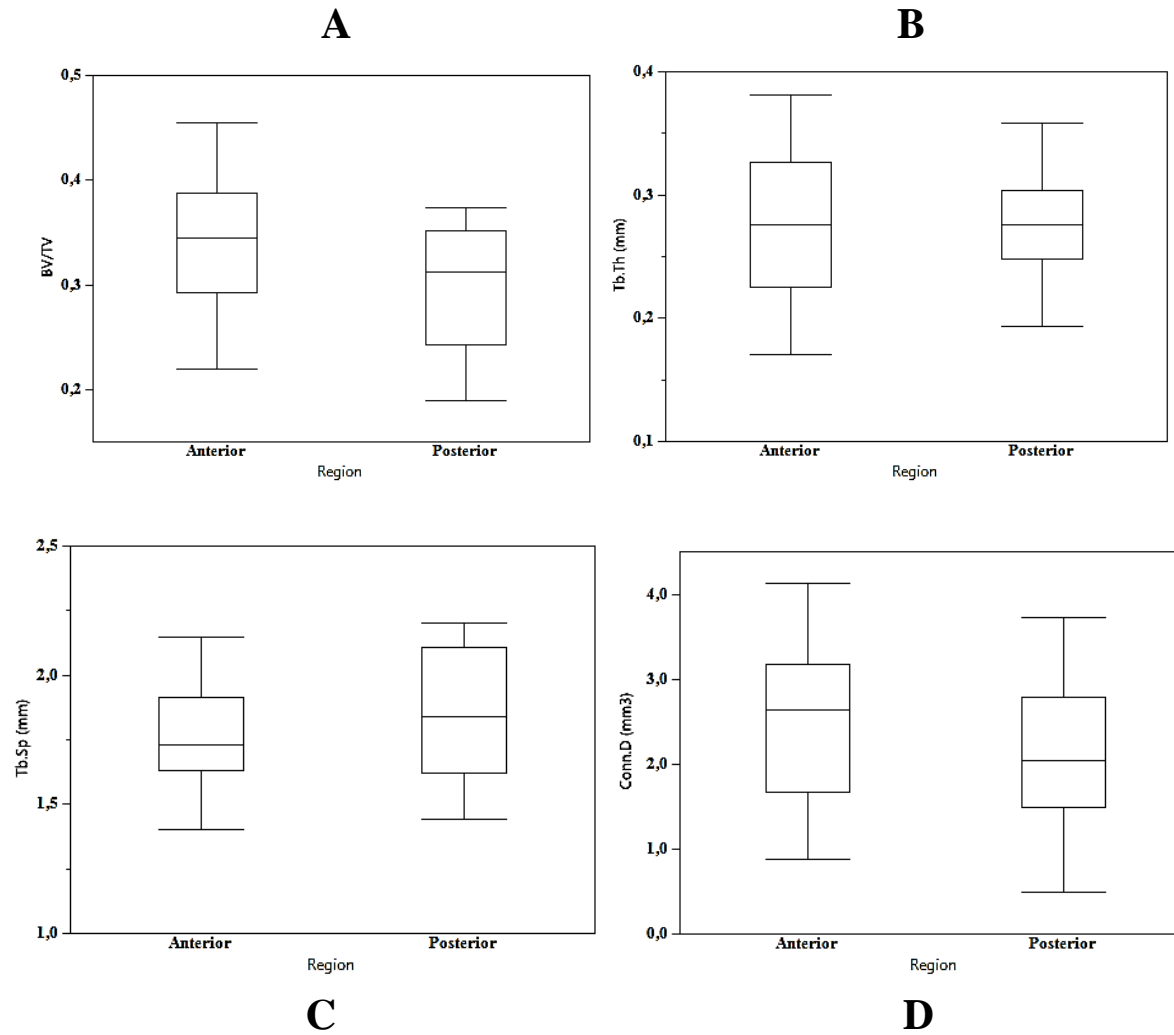 A
B
0,5
0,4
0,3
0,2
BV/TV
Anterior
Posterior
Region
0,4
0,3
0,2
0,1
Tb.Th (mm)
Anterior
Posterior
Region
2,5
2,0
1,5
1,0
Tb.Sp (mm)
Anterior
Posterior
Region
4,0
3,0
2,0
1,0
0,0
Conn.D (mm3)
Anterior
Posterior
Region
C
D